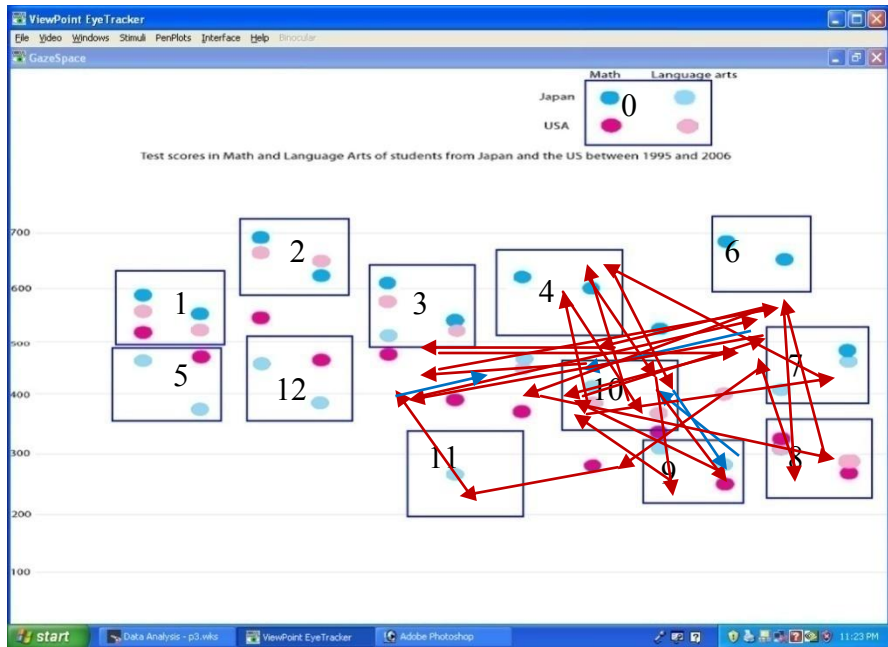 ViewPoint EyeTracker
File Video Windows Stimuli PenPlots Interface Help Binocular
GazeSpace
Math Language arts
Japan 0
USA
Test scores in Math and Language Arts of students from Japan and the US between 1995 and 2006
700
2
6
600
1
3
4
500
5
12
10
7
400
300
11
9
8
200
100
start Data Analysis - p3.wks ViewPoint EyeTracker Adobe Photoshop 11:23 PM